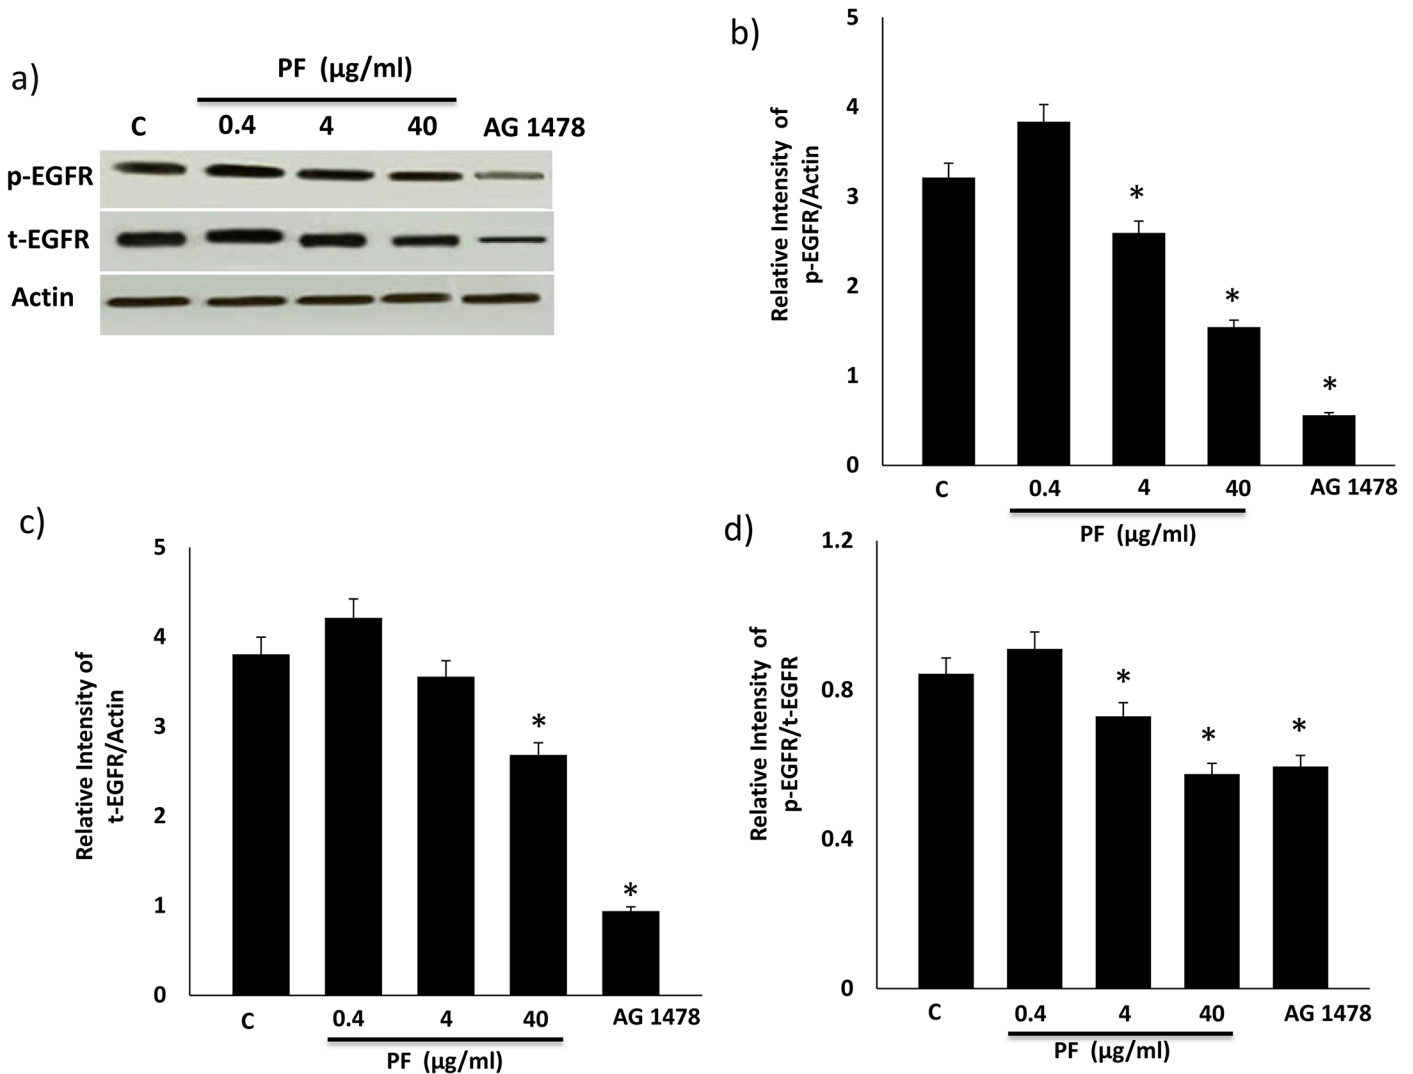 a)
PF (µg/ml)
C 0.4 4 40 AG 1478
p-EGFR
t-EGFR
Actin
b)
Relative Intensity of
p-EGFR/Actin
5
4
3
2
1
0
*
*
*
C 0.4 4 40 AG 1478
PF (µg/ml)
c)
Relative Intensity of
t-EGFR/Actin
5
4
3
2
1
0
*
*
C 0.4 4 40 AG 1478
PF (µg/ml)
d)
Relative Intensity of
p-EGFR/t-EGFR
1.2
0.8
0.4
0
*
*
*
C 0.4 4 40 AG 1478
PF (µg/ml)